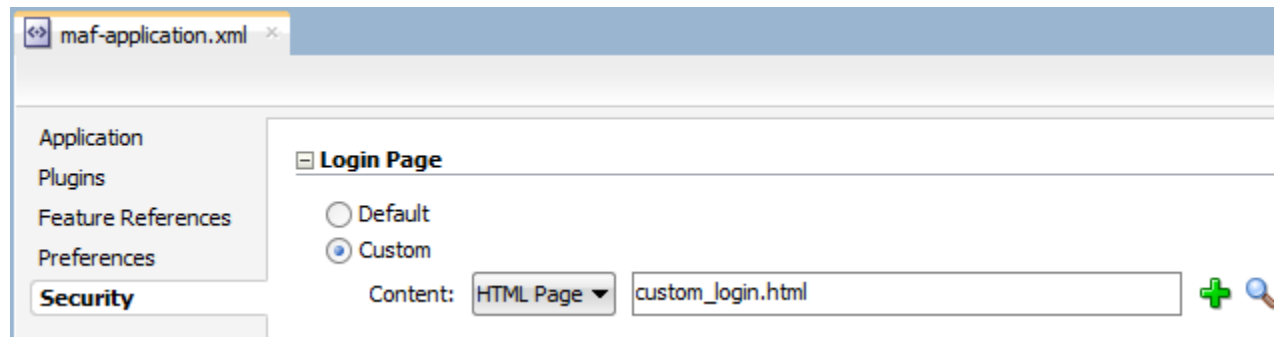 maf-application.xml
Application
Plugins
Feature References
Preferences
Security
Login Page
Default
Custom
Content: HTML Page custom_login.html